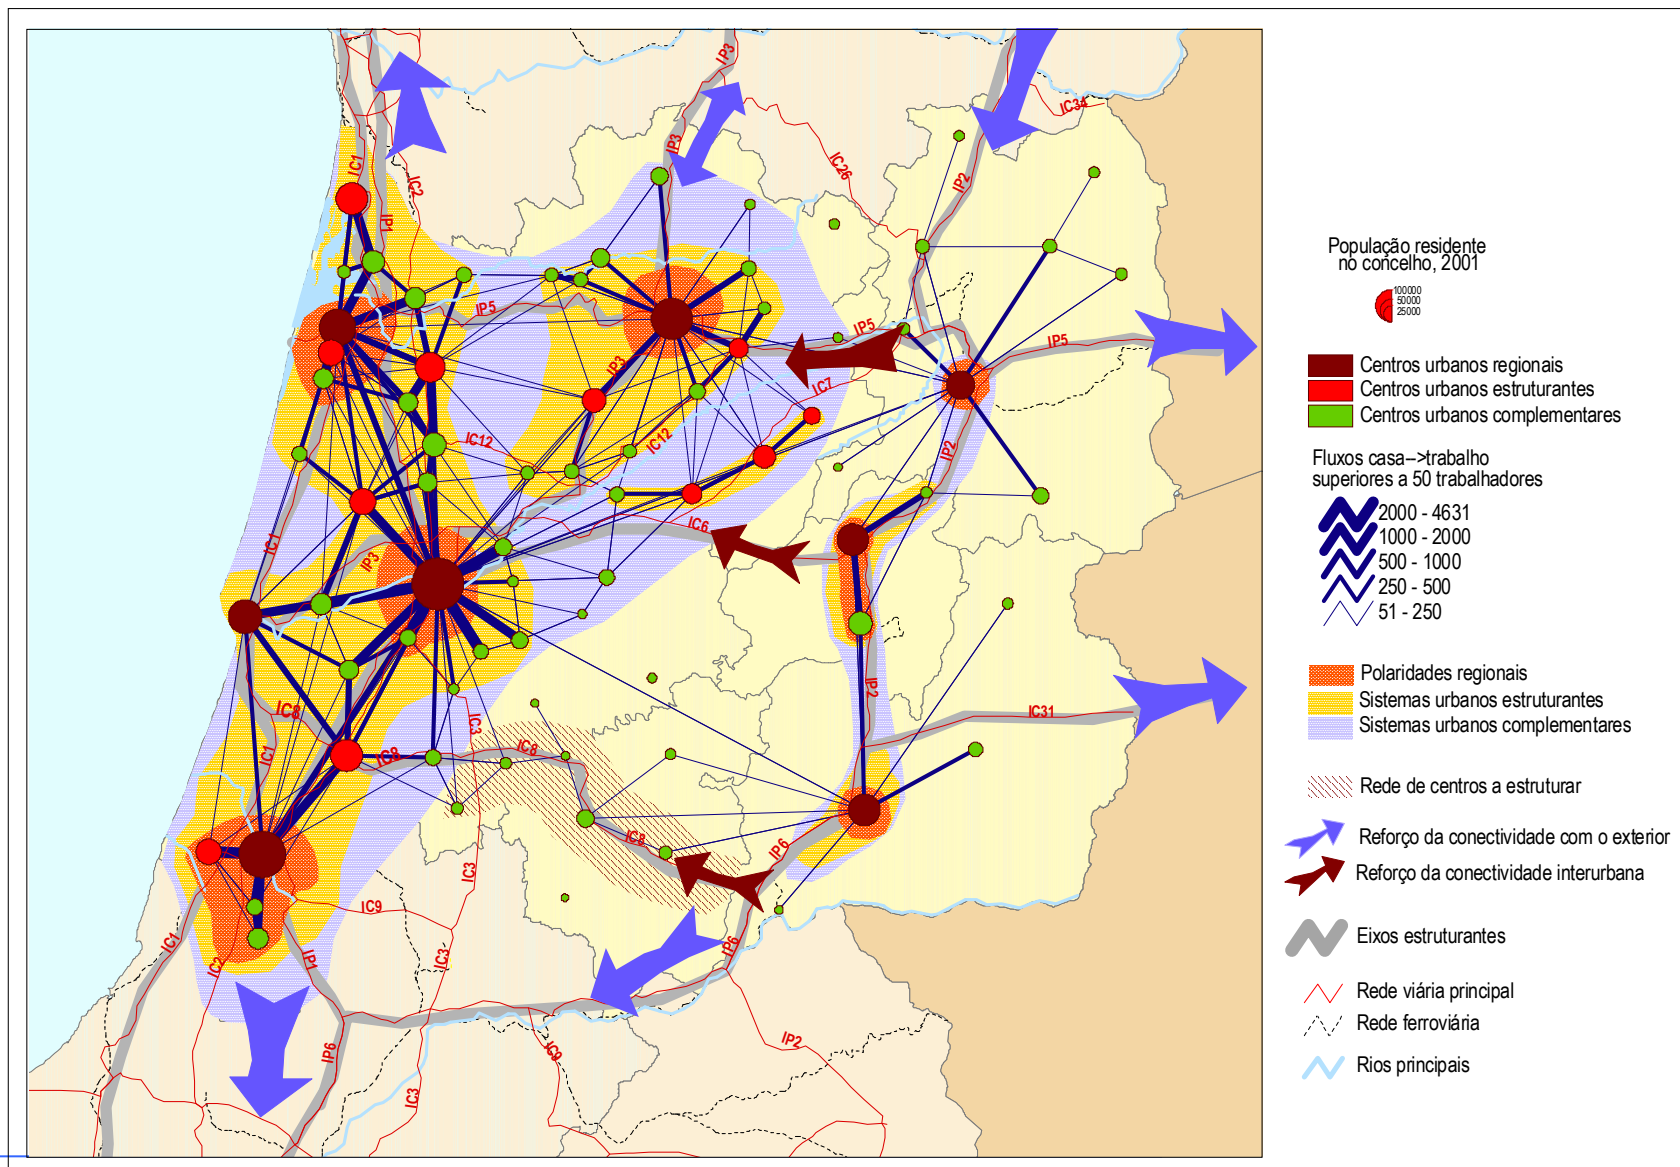 IP3
IC34
IP3
IC1
IC2
IC26
IP2
IP1
IP5
IP5
IP5
IP3
IC7
IC12
IC12
IP2
IC1
IC6
IP3
IP2
IC8
IC3
IC31
IC1
IC8
IC8
IC8
IP6
IC3
IC9
IC1
IC2
IP1
IC3
IP6
IP6
IC9
IP2
IC3
População residente
no concelho, 2001
100000
50000
25000
Centros urbanos regionais
Centros urbanos estruturantes
Centros urbanos complementares
Fluxos casa-->trabalho
superiores a 50 trabalhadores
2000 - 4631
1000 - 2000
500 - 1000
250 - 500
51 - 250
Polaridades regionais
Sistemas urbanos estruturantes
Sistemas urbanos complementares
Rede de centros a estruturar
Reforço da conectividade com o exterior
Reforço da conectividade interurbana
Eixos estruturantes
Rede viária principal
Rede ferroviária
Rios principais